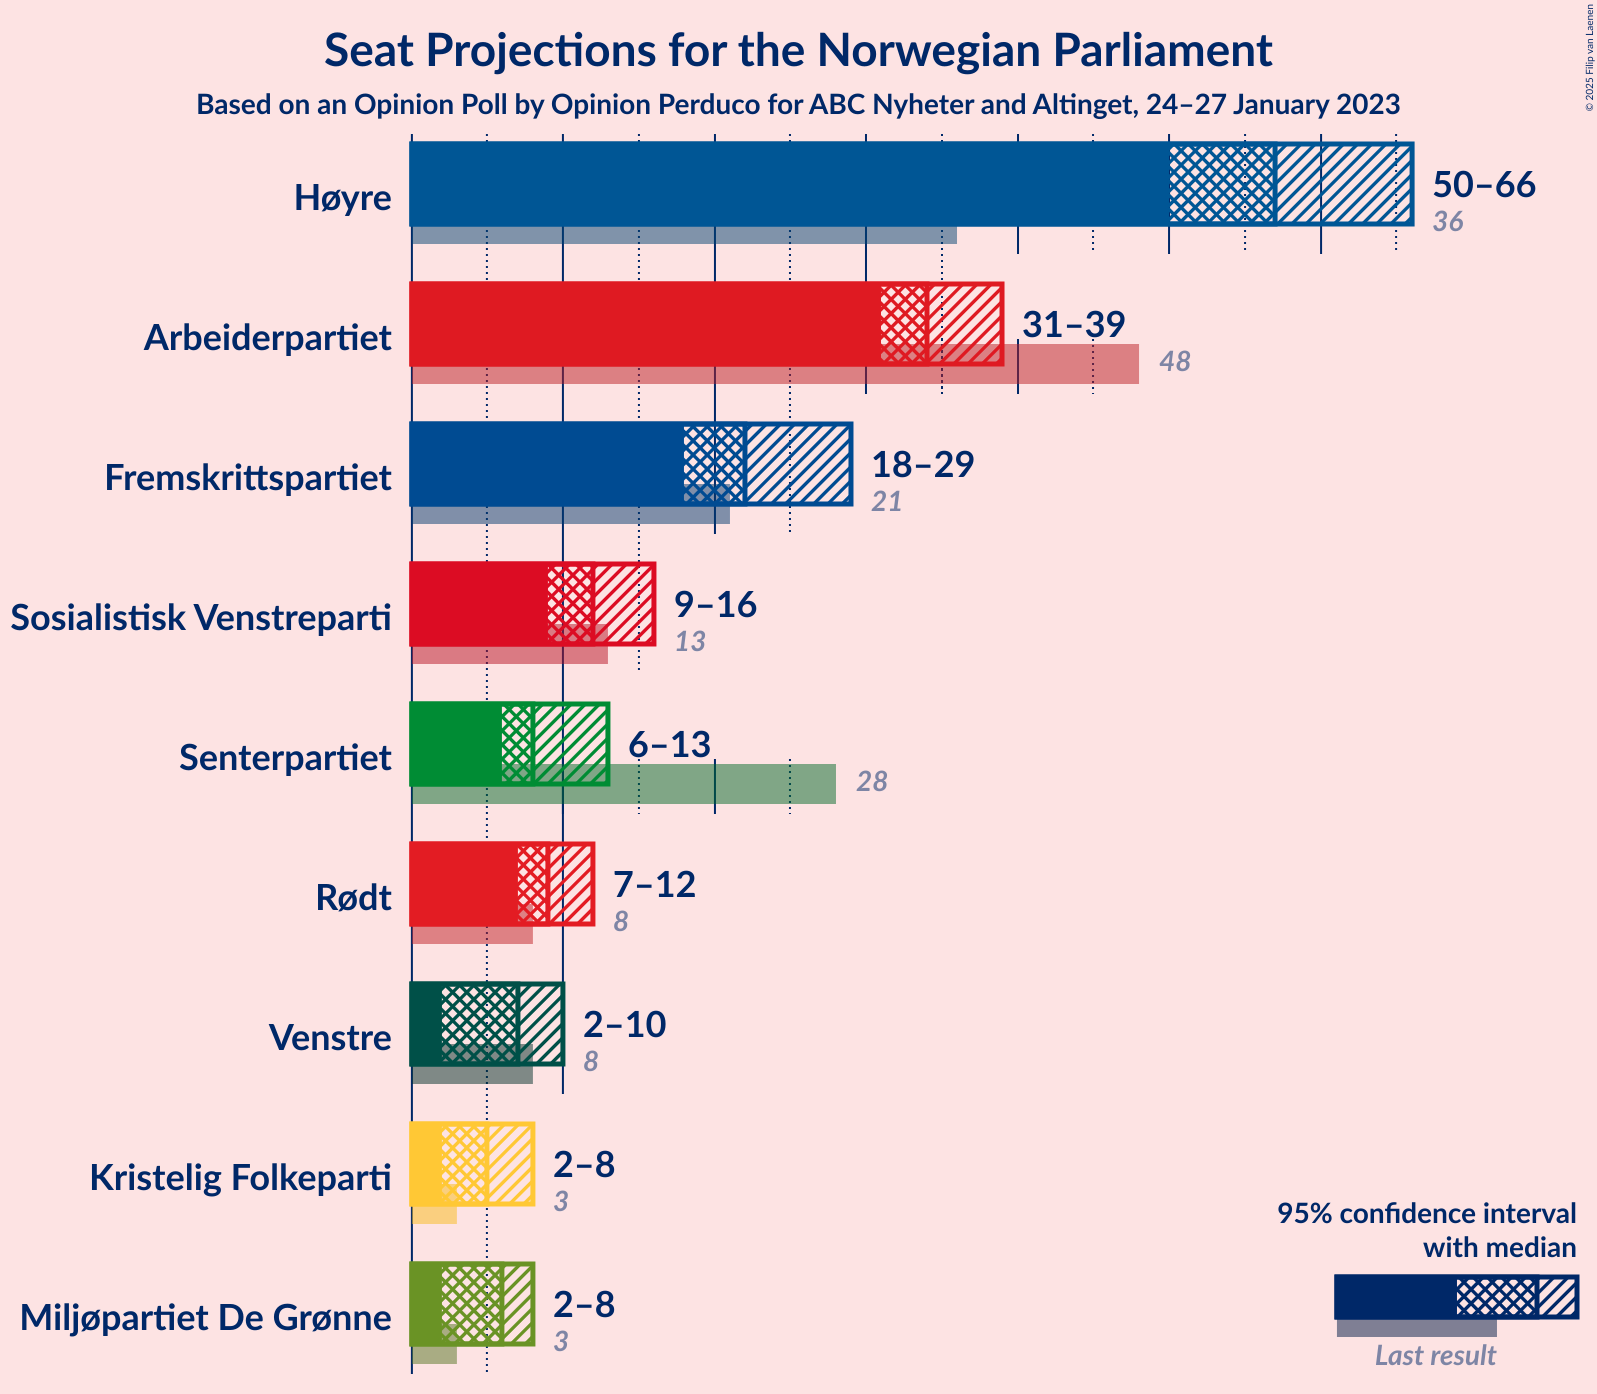 Seat Projections for the Norwegian Parliament
Based on an Opinion Poll by Opinion Perduco for ABC Nyheter and Altinget, 24–27 January 2023
© 2025 Filip van Laenen
Høyre
50–66
36
Arbeiderpartiet
31–39
48
Fremskrittspartiet
18–29
21
Sosialistisk Venstreparti
9–16
13
Senterpartiet
6–13
28
Rødt
7–12
8
Venstre
2–10
8
Kristelig Folkeparti
2–8
3
Miljøpartiet De Grønne
2–8
3
95% confidence interval
with median
Last result